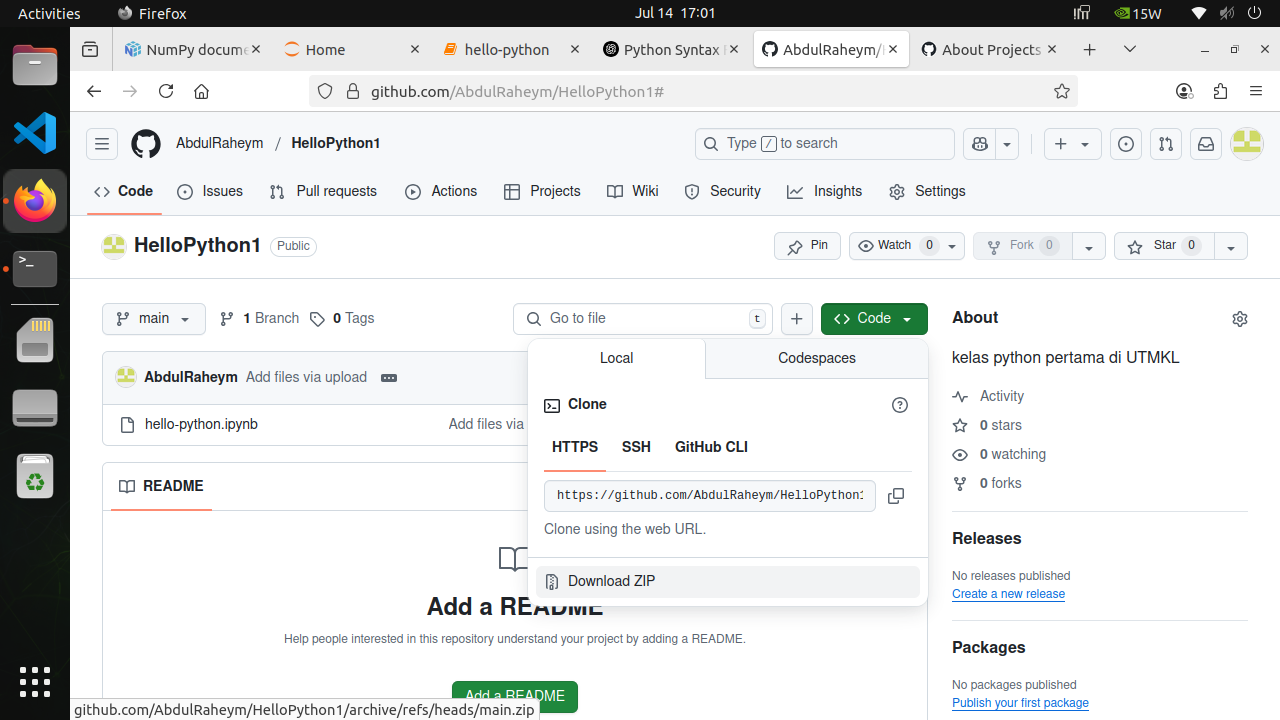 Activities
Firefox
Jul 14 17:01
15W
NumPy docume
Home
hello-python
Python Syntax
AbdulRaheym/
About Projects
github.com/AbdulRaheym/HelloPython1#
AbdulRaheym / HelloPython1
Type / to search
Code
Issues
Pull requests
Actions
Projects
Wiki
Security
Insights
Settings
HelloPython1 Public
Pin
Watch 0
Fork 0
Star 0
main
1 Branch
0 Tags
Go to file t
Code
About
kelas python pertama di UTMKL
Activity
0 stars
0 watching
0 forks
Releases
No releases published
Create a new release
Packages
No packages published
Publish your first package
Local
Codespaces
Clone
HTTPS
SSH
GitHub CLI
https://github.com/AbdulRaheym/HelloPython1
Clone using the web URL.
Download ZIP
AbdulRaheym Add files via upload
hello-python.ipynb
Add files via
README
Add a README
Help people interested in this repository understand your project by adding a README.
Add a README
github.com/AbdulRaheym/HelloPython1/archive/refs/heads/main.zip